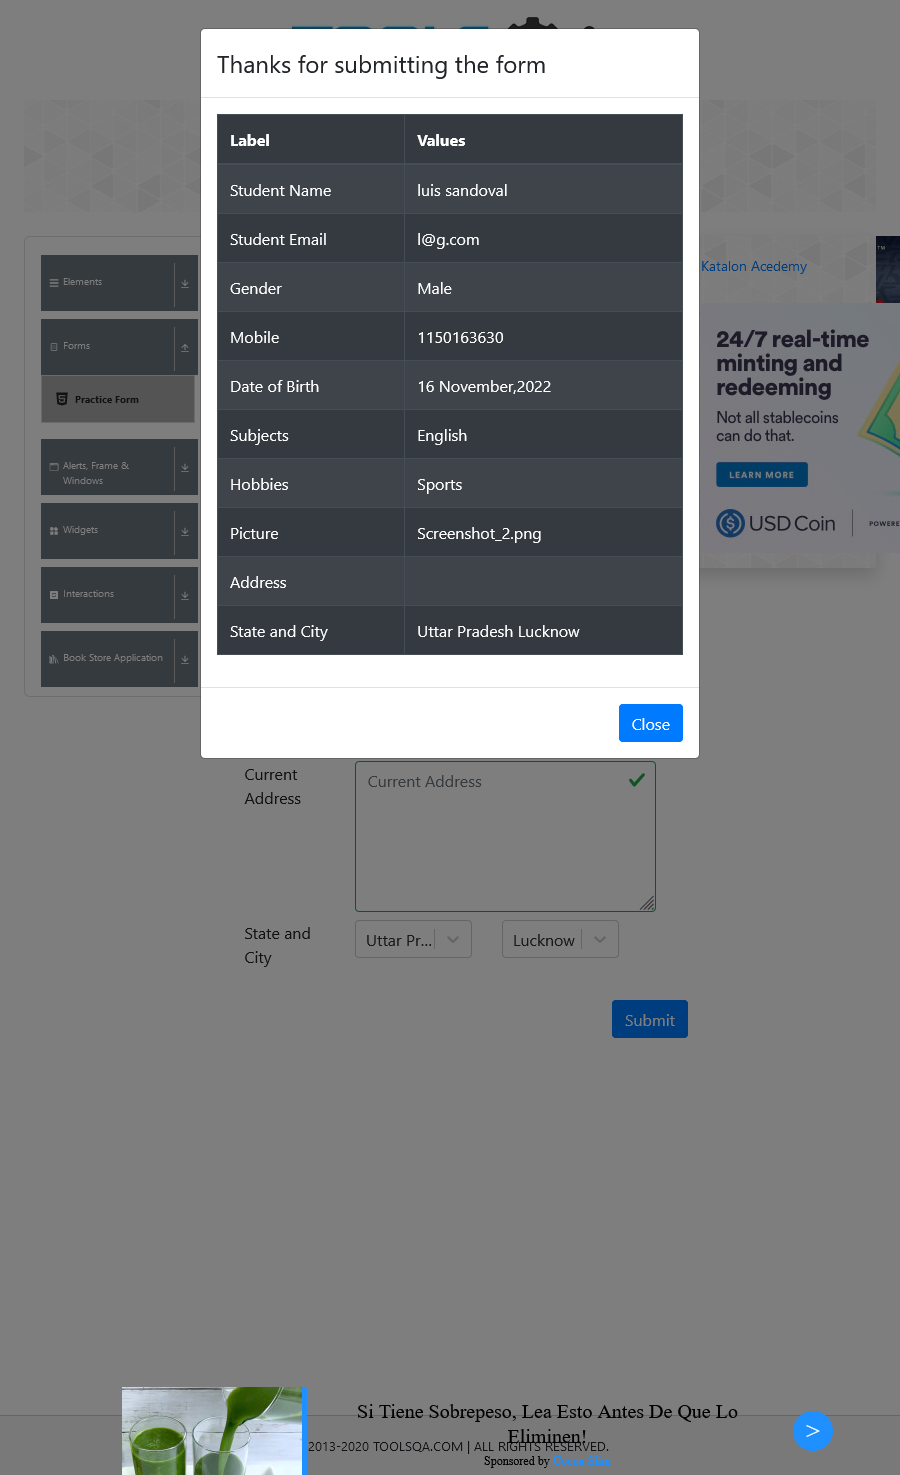 Thanks for submitting the form
Label Values
Student Name luis sandoval
Student Email l@g.com
Gender Male
Mobile 1150163630
Date of Birth 16 November,2022
Subjects English
Hobbies Sports
Picture Screenshot_2.png
Address
State and City Uttar Pradesh Lucknow
Close
Elements
Forms
Practice Form
Alerts, Frame &
Windows
Widgets
Interactions
Book Store Application
Katalon Acedemy
TM
24/7 real-time
minting and
redeeming
Not all stablecoins
can do that.
LEARN MORE
USD Coin
POWERE
Current
Address
Current Address
State and
City
Uttar Pr...
Lucknow
Submit
Si Tiene Sobrepeso, Lea Esto Antes De Que Lo
Eliminen!
2013-2020 TOOLSQA.COM | ALL RIGHTS RESERVED.
Sponsored by
>